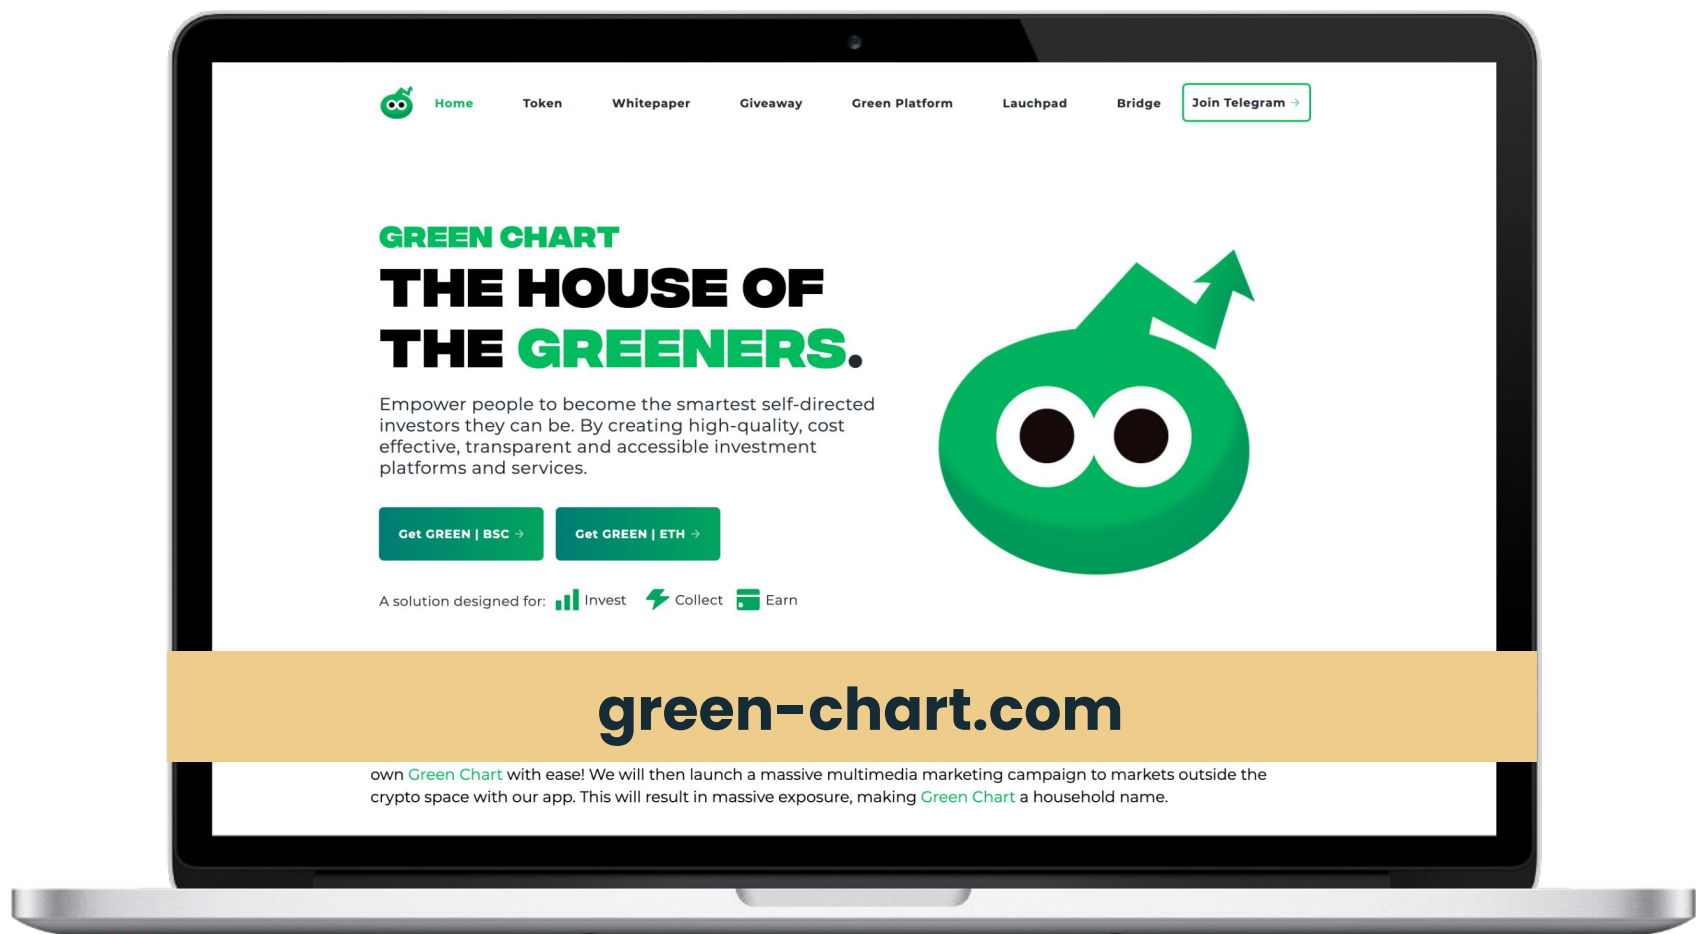 Home Token Whitepaper Giveaway Green Platform Lauchpad Bridge Join Telegram →
GREEN CHART
THE HOUSE OF
THE GREENERS.
Empower people to become the smartest self-directed
investors they can be. By creating high-quality, cost
effective, transparent and accessible investment
platforms and services.
Get GREEN | BSC → Get GREEN | ETH →
A solution designed for: Invest Collect Earn
green-chart.com
own Green Chart with ease! We will then launch a massive multimedia marketing campaign to markets outside the
crypto space with our app. This will result in massive exposure, making Green Chart a household name.